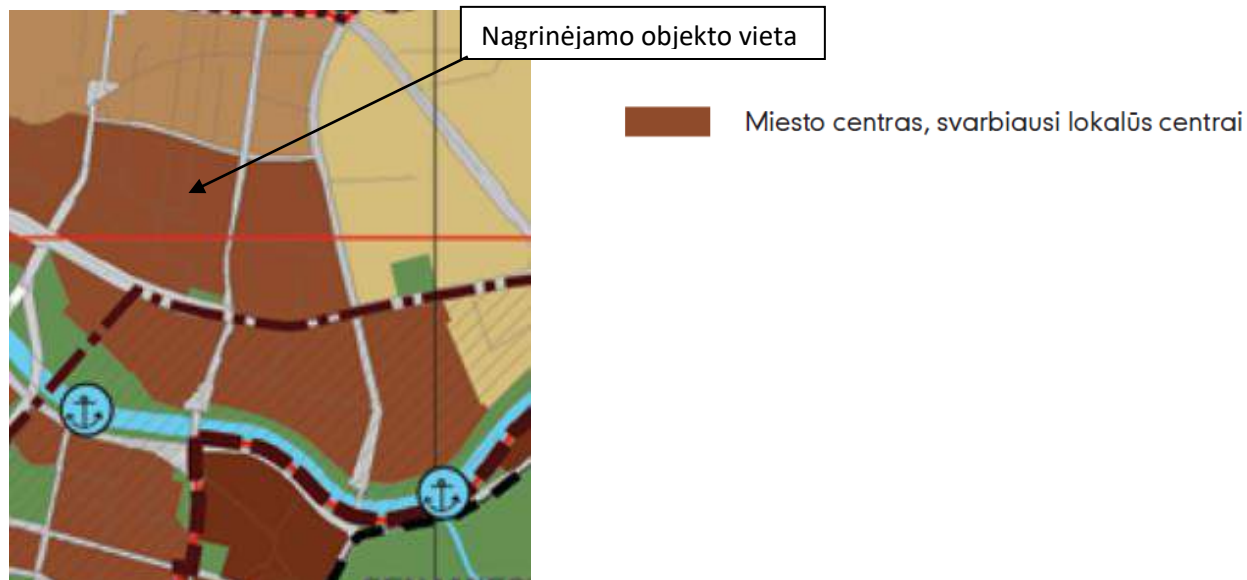 Nagrinėjamo objekto vieta
Miesto centras, svarbiausi lokalūs centrai